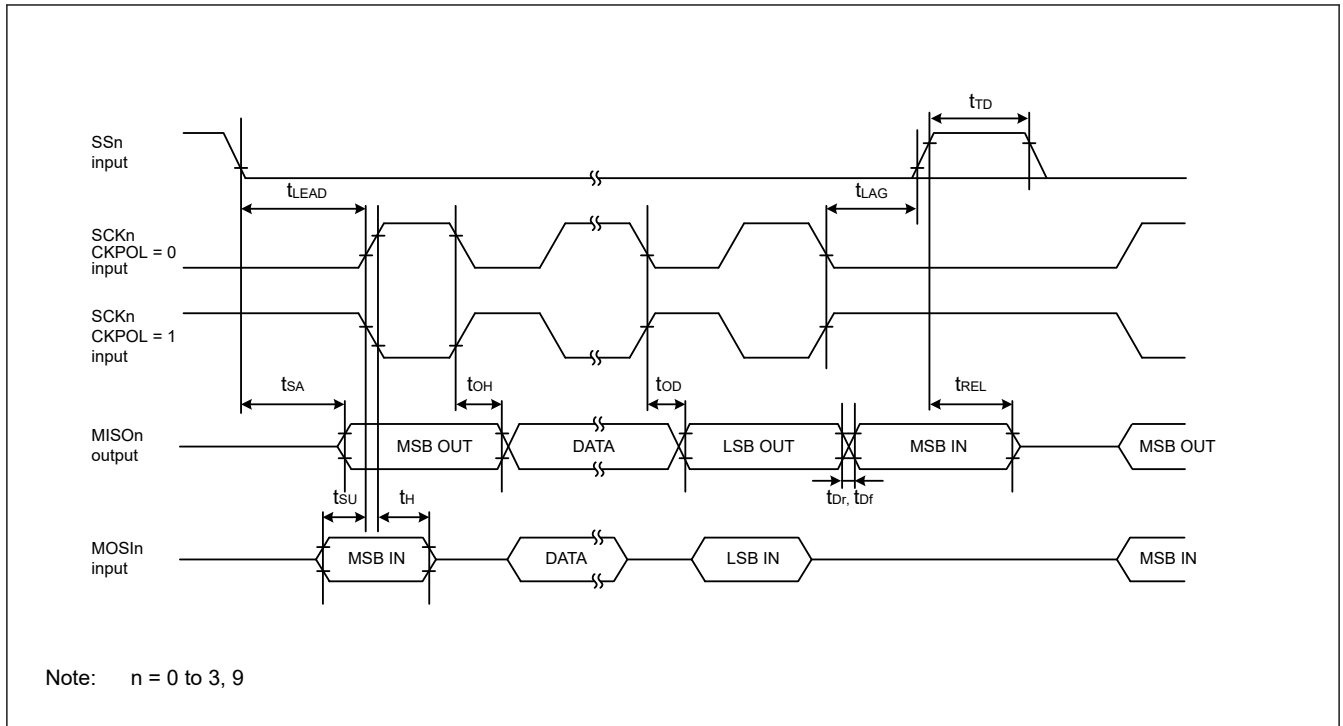 tTD
SSn
input
tLEAD
tLAG
SCKn
CKPOL = 0
input
SCKn
CKPOL = 1
input
tSA
tOH
tOD
tREL
MISOn
output
MSB OUT
DATA
LSB OUT
MSB IN
MSB OUT
tSU
tH
tDr, tDf
MOSIn
input
MSB IN
DATA
LSB IN
MSB IN
Note: n = 0 to 3, 9